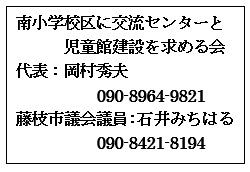 南小学校区に交流センターと
児童館建設を求める会
代表：岡村秀夫
090-8964-9821
藤枝市議会議員：石井みちはる
090-8421-8194